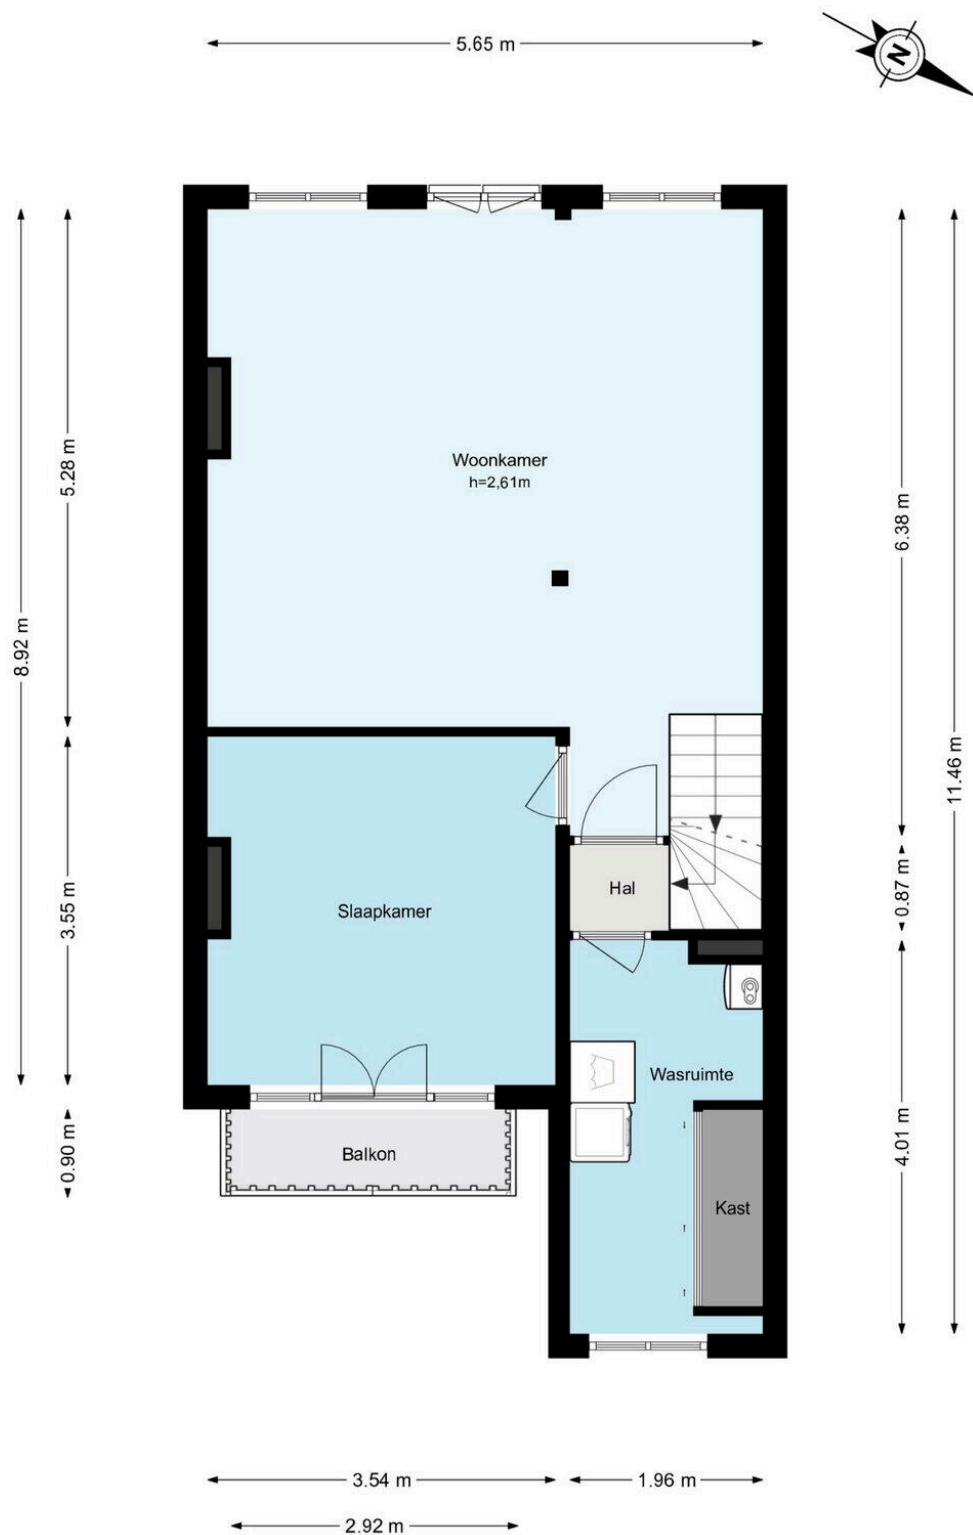 5.65 m
N
8.92 m
5.28 m
3.55 m
0.90 m
Woonkamer
h=2,61m
6.38 m
0.87 m
4.01 m
11.46 m
Hal
Slaapkamer
Wasruimte
Balkon
Kast
3.54 m
1.96 m
2.92 m